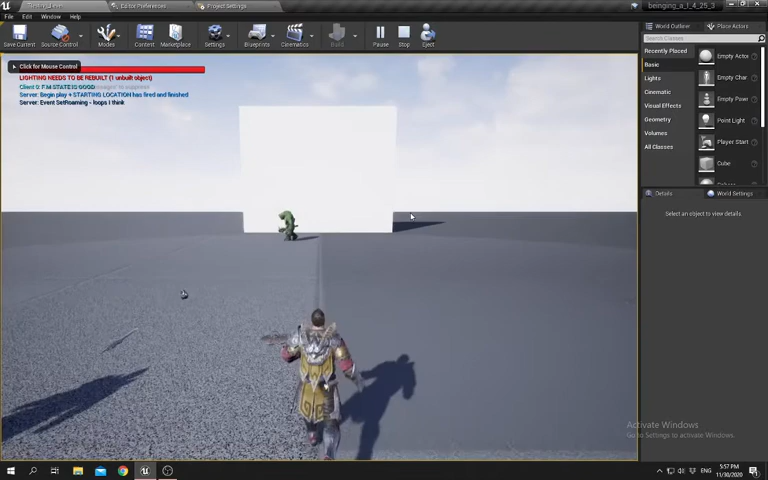 Editor Preferences
Project Settings
beinging_a_l_4_25_3
File
Edit
Window
Help
Save Current
Source Control
Modes
Content
Marketplace
Settings
Blueprints
Cinematics
Build
Pause
Stop
Eject
World Outliner
Place Actors
Search Classes
Recently Placed
Basic
Lights
Cinematic
Visual Effects
Geometry
Volumes
All Classes
Empty Actor
Empty Char
Empty Pawn
Point Light
Player Start
Cube
Details
World Settings
Select an object to view details
Click for Mouse Control
LIGHTING NEEDS TO BE REBUILT (1 unbuilt object)
Client 0: F M STATE IS GOOD
Server: Begin play + STARTING LOCATION has fired and finished
Server: Event SetRoaming - loops I think
Activate Windows
Go to Settings to activate Windows.
ENG
5:57 PM
11/30/2020